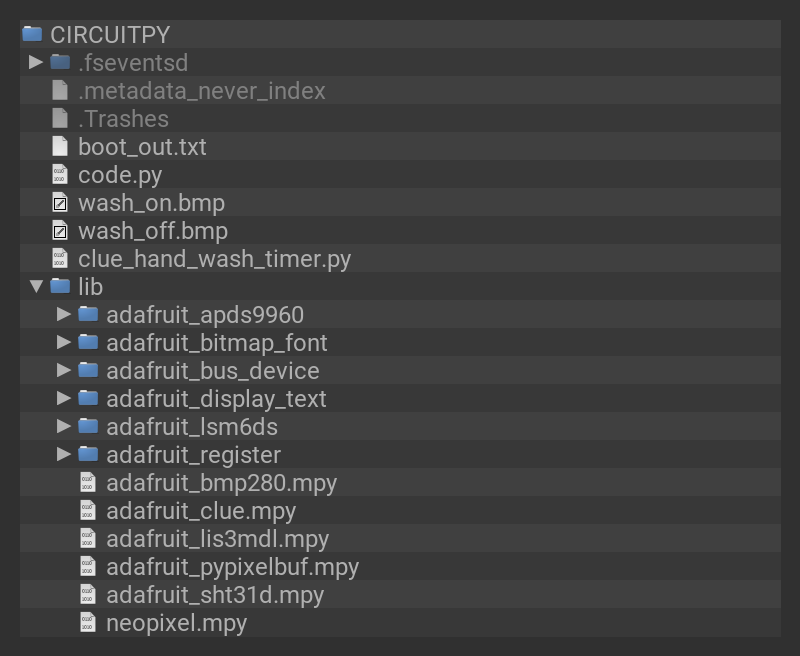 CIRCUITPY
.fseventsd
.metadata_never_index
.Trashes
boot_out.txt
code.py
wash_on.bmp
wash_off.bmp
clue_hand_wash_timer.py
lib
adafruit_apds9960
adafruit_bitmap_font
adafruit_bus_device
adafruit_display_text
adafruit_lsm6ds
adafruit_register
adafruit_bmp280.mpy
adafruit_clue.mpy
adafruit_lis3mdl.mpy
adafruit_pypixelbuf.mpy
adafruit_sht31d.mpy
neopixel.mpy